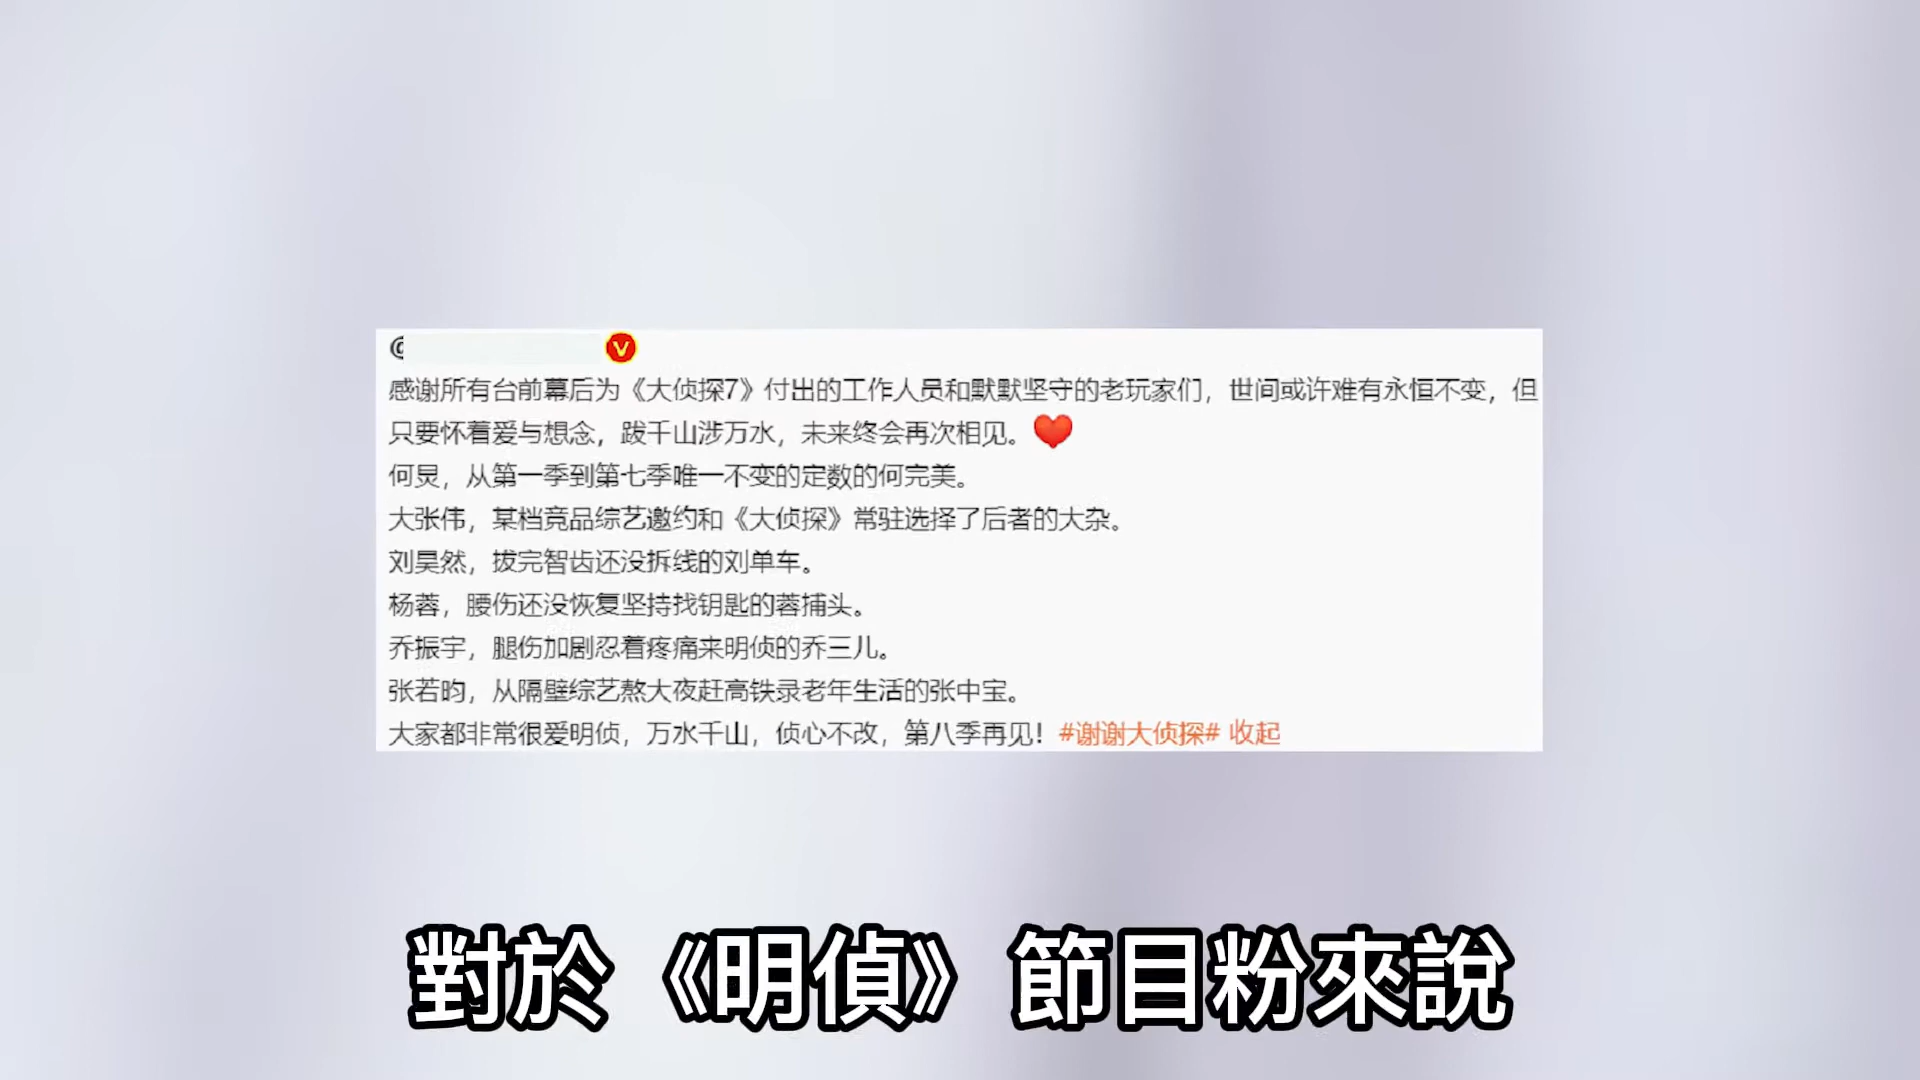 @
感谢所有台前幕后为《大侦探7》付出的工作人员和默默坚守的老玩家们，世间或许难有永恒不变，但
只要怀着爱与想念，跋千山涉万水，未来终会再次相见。
何炅，从第一季到第七季唯一不变的定数的何完美。
大张伟，某档竞品综艺邀约和《大侦探》常驻选择了后者的大杂。
刘昊然，拔完智齿还没拆线的刘单车。
杨蓉，腰伤还没恢复坚持找钥匙的蓉捕头。
乔振宇，腿伤加剧忍着疼痛来明侦的乔三儿。
张若昀，从隔壁综艺熬大夜赶高铁录老年生活的张中宝。
大家都非常很爱明侦，万水千山，侦心不改，第八季再见！#谢谢大侦探# 收起
對於《明偵》節目粉來說